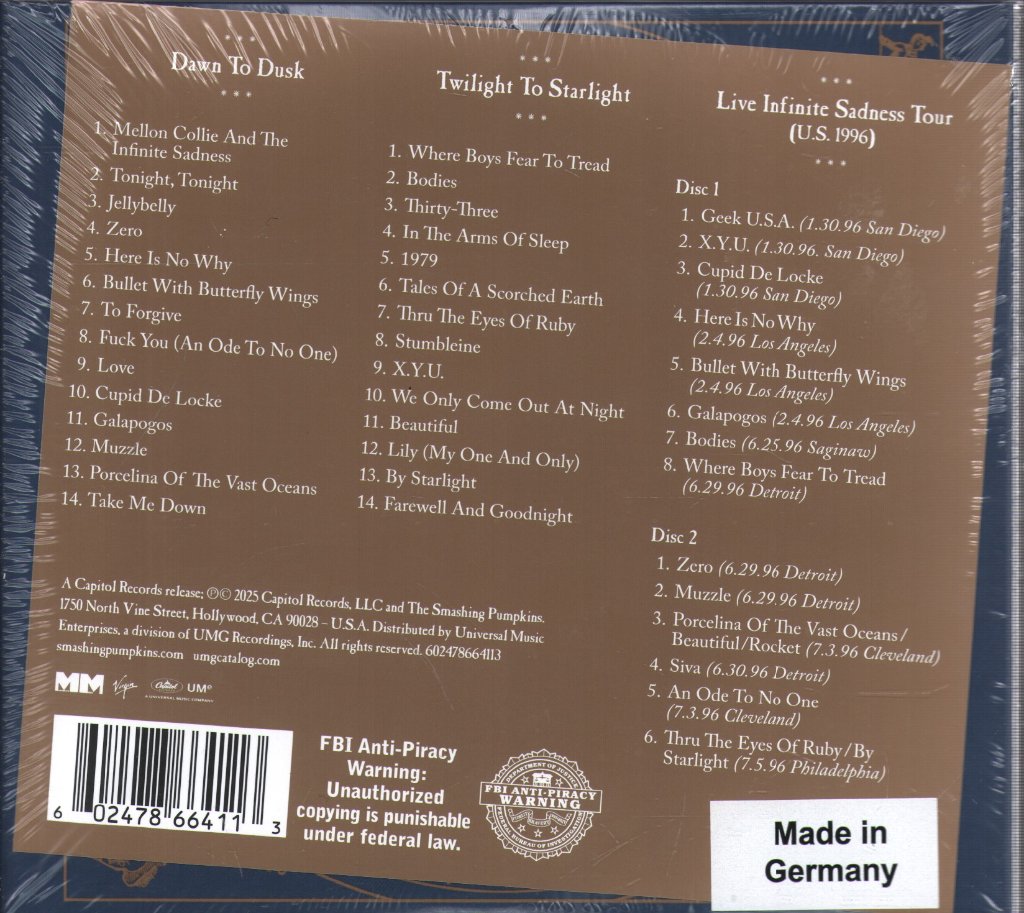 * * *
Dawn To Dusk
* * *
1. Mellon Collie And The
Infinite Sadness
2. Tonight, Tonight
3. Jellybelly
4. Zero
5. Here Is No Why
6. Bullet With Butterfly Wings
7. To Forgive
8. Fuck You (An Ode To No One)
9. Love
10. Cupid De Locke
11. Galapogos
12. Muzzle
13. Porcelina Of The Vast Oceans
14. Take Me Down
* * *
Twilight To Starlight
* * *
1. Where Boys Fear To Tread
2. Bodies
3. Thirty-Three
4. In The Arms Of Sleep
5. 1979
6. Tales Of A Scorched Earth
7. Thru The Eyes Of Ruby
8. Stumbleine
9. X.Y.U.
10. We Only Come Out At Night
11. Beautiful
12. Lily (My One And Only)
13. By Starlight
14. Farewell And Goodnight
* * *
Live Infinite Sadness Tour
(U.S. 1996)
* * *
Disc 1
1. Geek U.S.A. (1.30.96 San Diego)
2. X.Y.U. (1.30.96. San Diego)
3. Cupid De Locke
(1.30.96 San Diego)
4. Here Is No Why
(2.4.96 Los Angeles)
5. Bullet With Butterfly Wings
(2.4.96 Los Angeles)
6. Galapogos (2.4.96 Los Angeles)
7. Bodies (6.25.96 Saginaw)
8. Where Boys Fear To Tread
(6.29.96 Detroit)
Disc 2
1. Zero (6.29.96 Detroit)
2. Muzzle (6.29.96 Detroit)
3. Porcelina Of The Vast Oceans/
Beautiful/Rocket (7.3.96 Cleveland)
4. Siva (6.30.96 Detroit)
5. An Ode To No One
(7.3.96 Cleveland)
6. Thru The Eyes Of Ruby/By
Starlight (7.5.96 Philadelphia)
A Capitol Records release; ℗© 2025 Capitol Records, LLC and The Smashing Pumpkins.
1750 North Vine Street, Hollywood, CA 90028 – U.S.A. Distributed by Universal Music
Enterprises, a division of UMG Recordings, Inc. All rights reserved. 602478664113
smashingpumpkins.com umgcatalog.com
MM Virgin Capitol UMe
A UNIVERSAL MUSIC COMPANY
6 02478 66411 3
FBI Anti-Piracy
Warning:
Unauthorized
copying is punishable
under federal law.
DEPARTMENT OF JUSTICE
FBI ANTI-PIRACY
WARNING
FEDERAL BUREAU OF INVESTIGATION
Made in
Germany